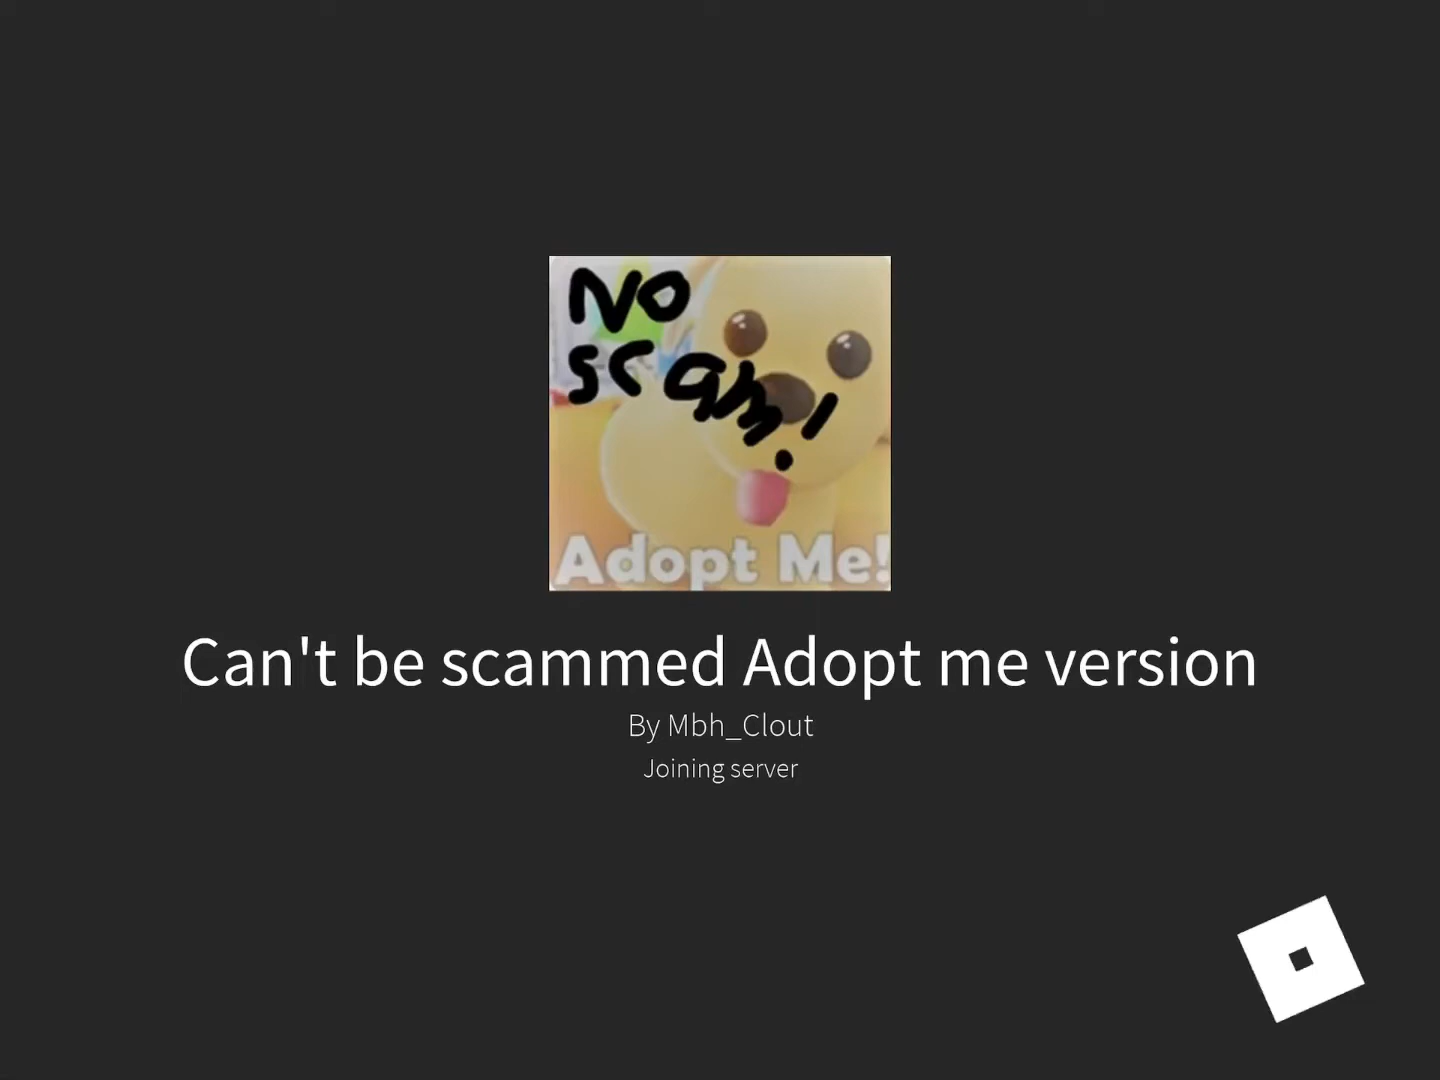 No
scam!
Adopt Me!
Can't be scammed Adopt me version
By Mbh_Clout
Joining server